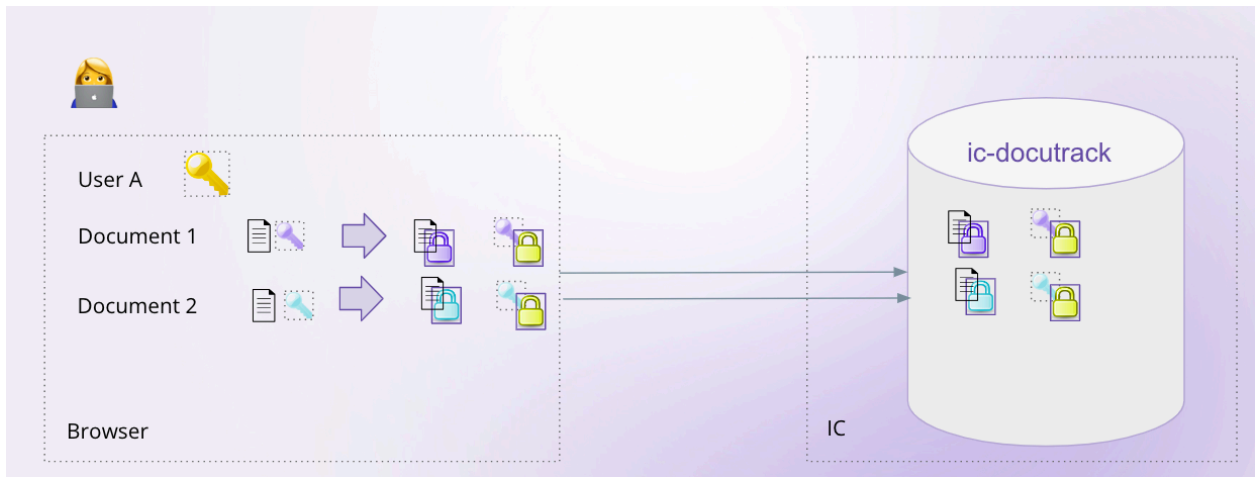 User A
Document 1
Document 2
Browser
ic-docutrack
IC